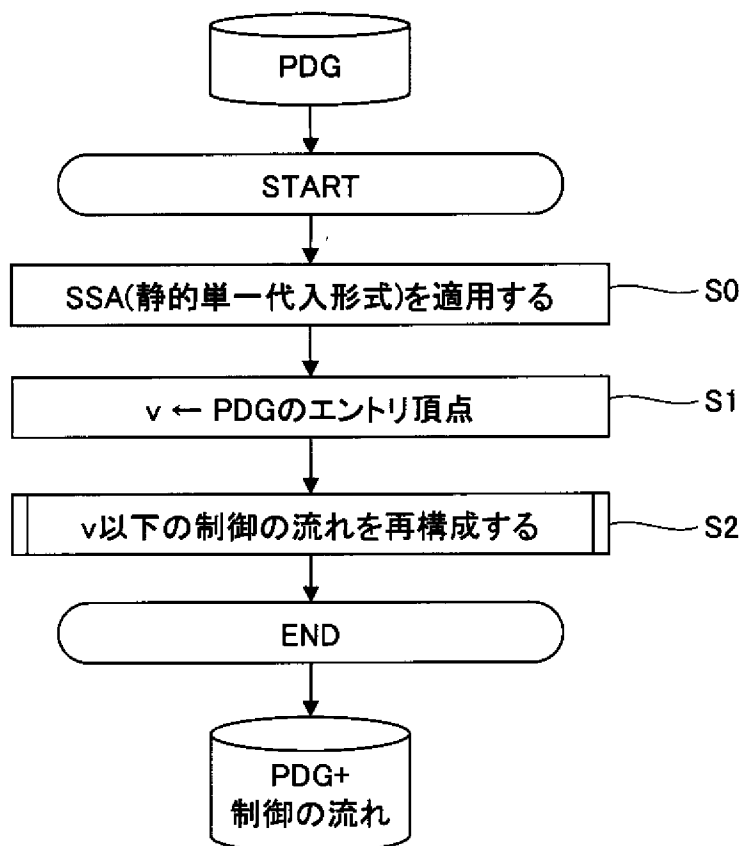 PDG
START
SSA(静的単一代入形式)を適用する
S0
v ← PDGのエントリ頂点
S1
v以下の制御の流れを再構成する
S2
END
PDG+
制御の流れ